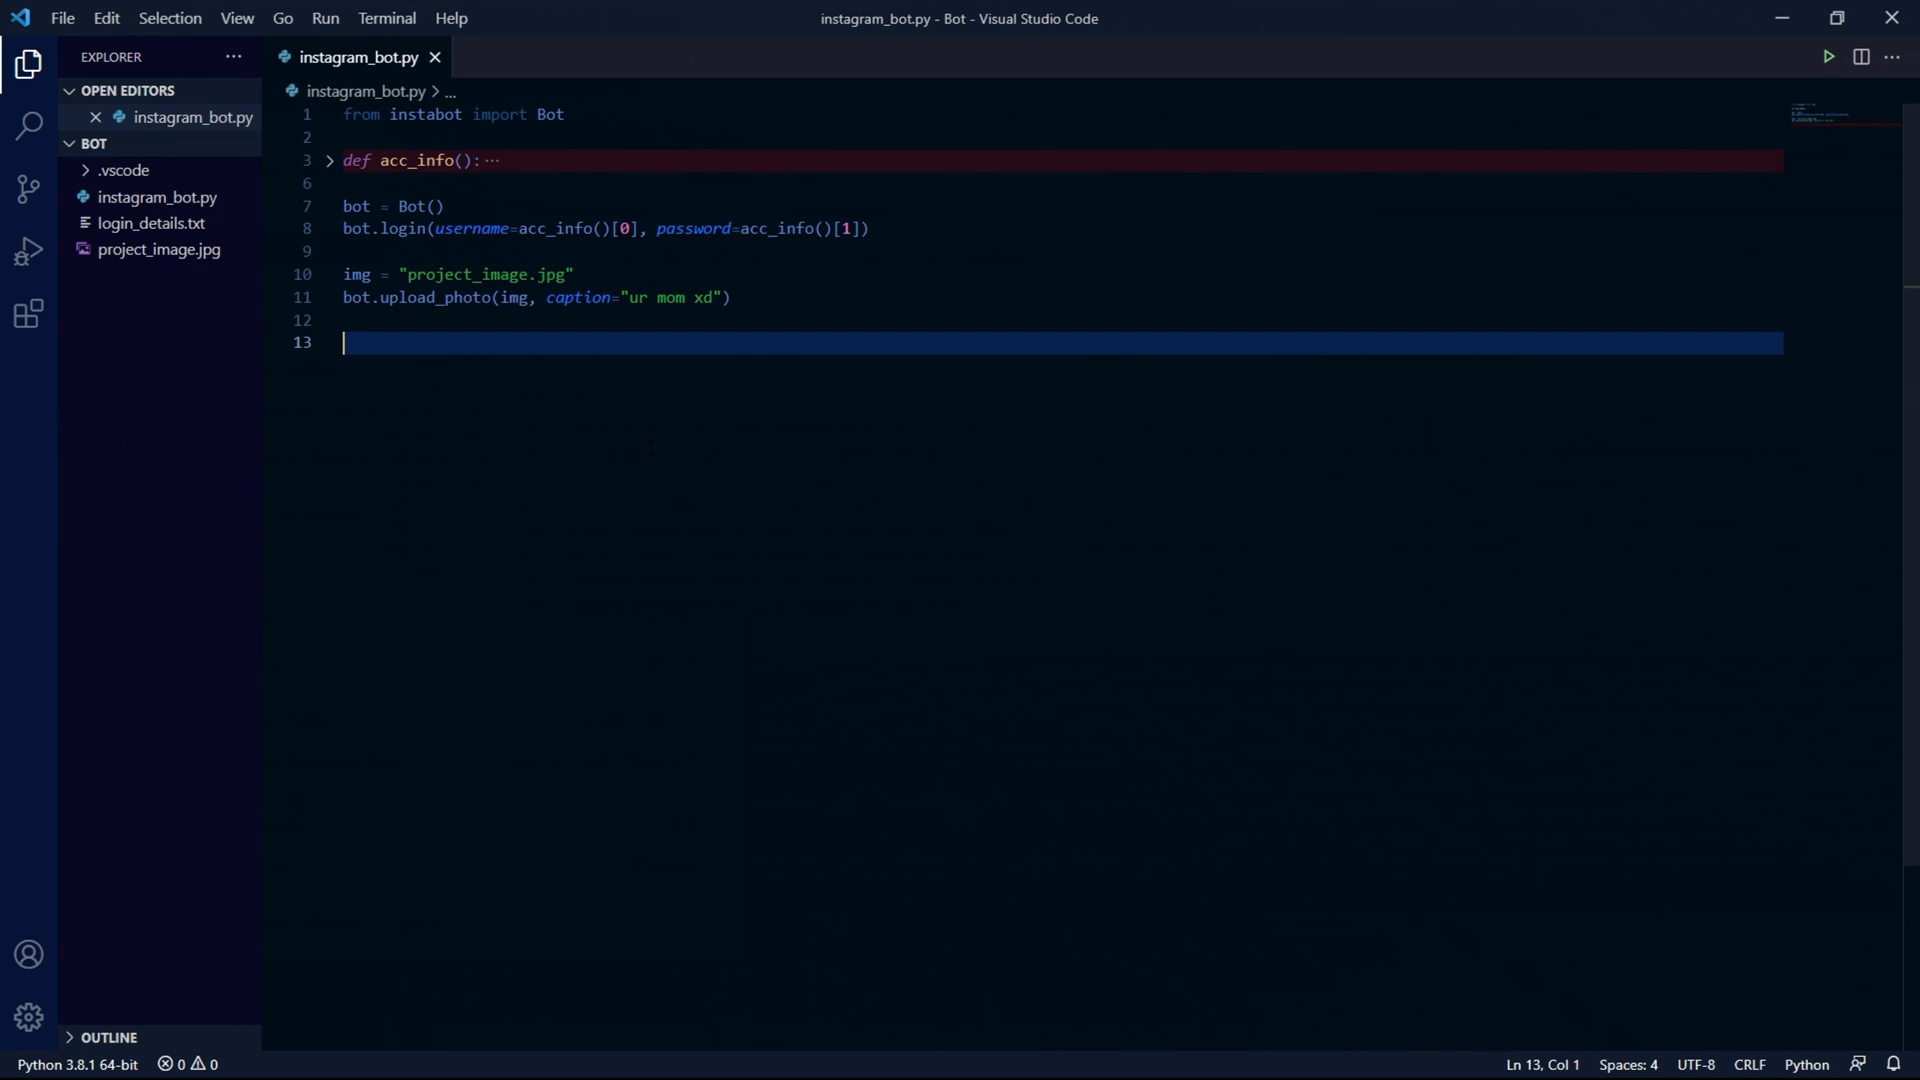 File Edit Selection View Go Run Terminal Help
instagram_bot.py - Bot - Visual Studio Code
EXPLORER ···
OPEN EDITORS
instagram_bot.py
BOT
.vscode
instagram_bot.py
login_details.txt
project_image.jpg
OUTLINE
instagram_bot.py
instagram_bot.py > ...
1 from instabot import Bot
2
3 def acc_info():···
6
7 bot = Bot()
8 bot.login(username=acc_info()[0], password=acc_info()[1])
9
10 img = "project_image.jpg"
11 bot.upload_photo(img, caption="ur mom xd")
12
13
Python 3.8.1 64-bit 0 0
Ln 13, Col 1 Spaces: 4 UTF-8 CRLF Python